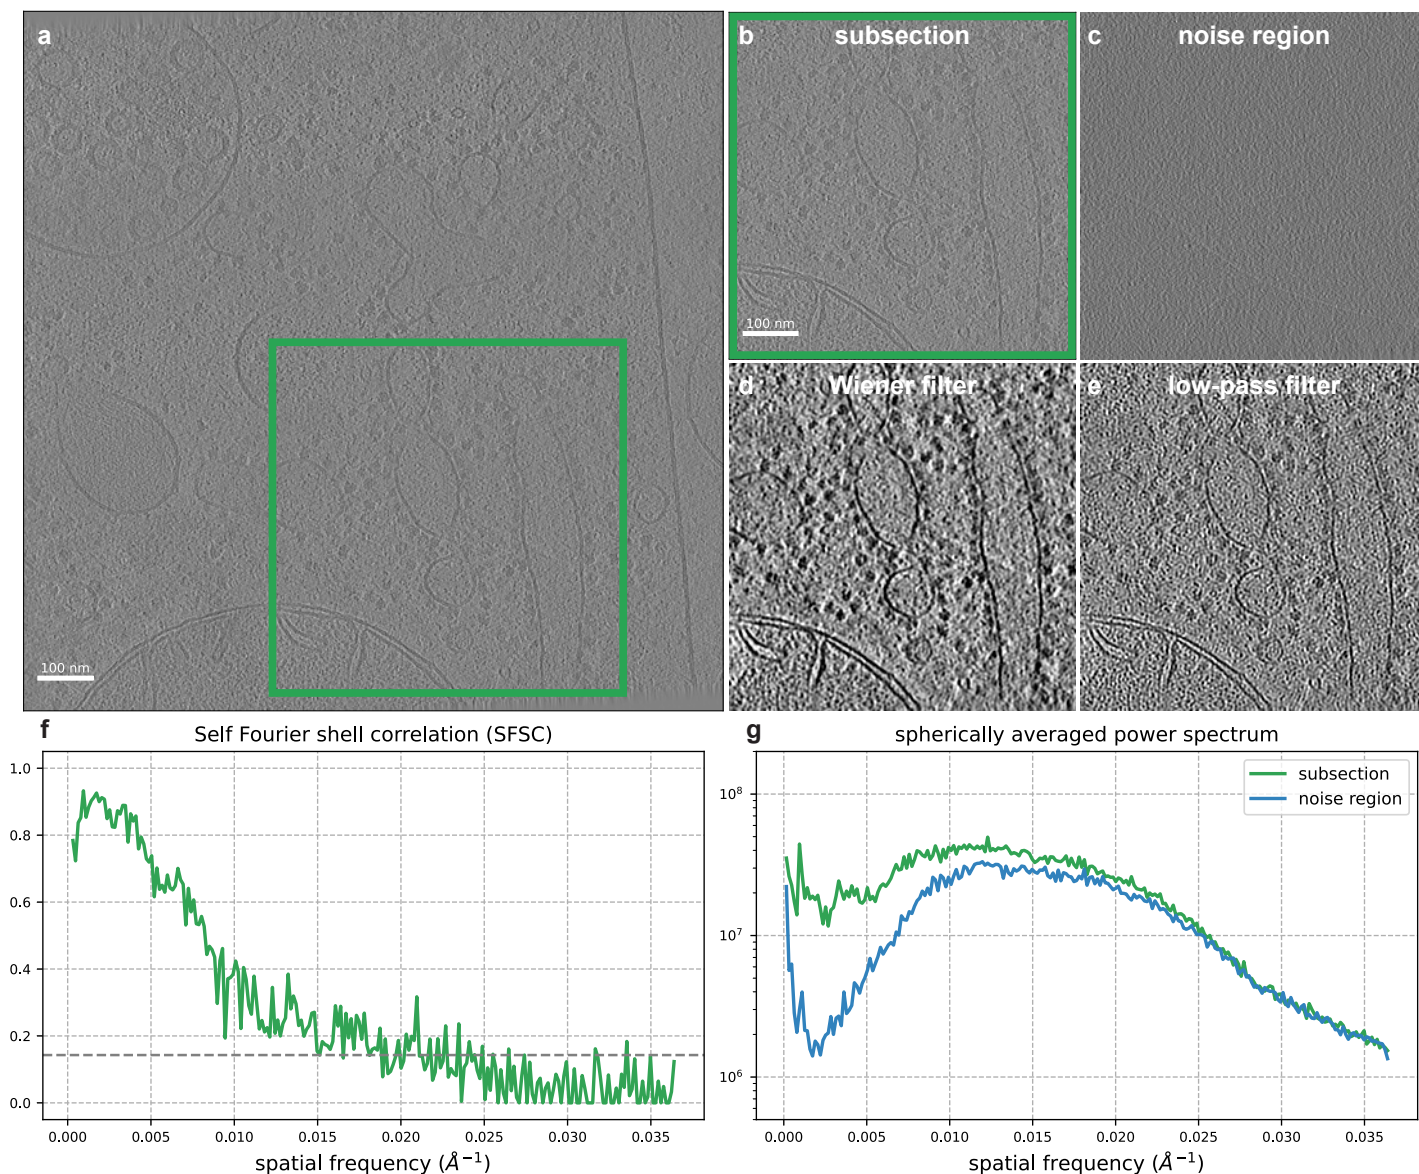 a
100 nm
b
subsection
100 nm
c
noise region
d
Wiener filter
e
low-pass filter
f
Self Fourier shell correlation (SFSC)
1.0
0.8
0.6
0.4
0.2
0.0
0.000 0.005 0.010 0.015 0.020 0.025 0.030 0.035
spatial frequency (Å⁻¹)
g
spherically averaged power spectrum
subsection
noise region
10⁸
10⁷
10⁶
0.000 0.005 0.010 0.015 0.020 0.025 0.030 0.035
spatial frequency (Å⁻¹)